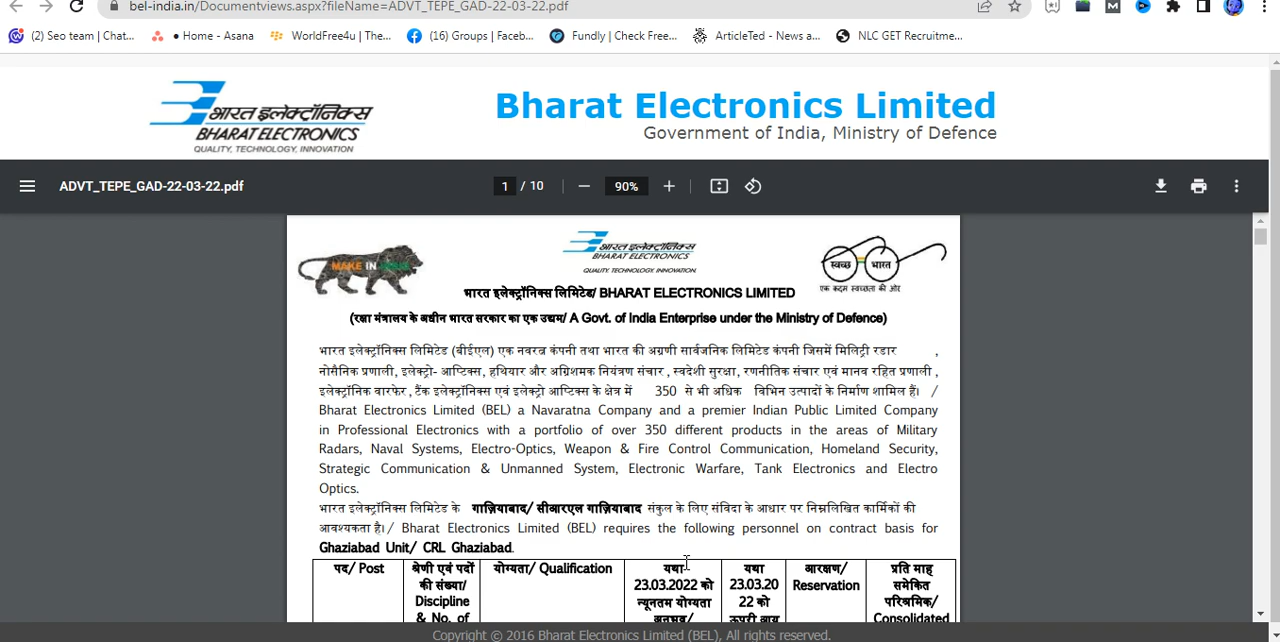 bel-india.in/Documentviews.aspx?fileName=ADVT_TEPE_GAD-22-03-22.pdf
(2) Seo team | Chat...
• Home - Asana
WorldFree4u | The...
(16) Groups | Faceb...
Fundly | Check Free...
ArticleTed - News a...
NLC GET Recruitme...
भारत इलेक्ट्रॉनिक्स
BHARAT ELECTRONICS
QUALITY, TECHNOLOGY, INNOVATION
Bharat Electronics Limited
Government of India, Ministry of Defence
ADVT_TEPE_GAD-22-03-22.pdf
1 / 10
90%
MAKE IN INDIA
भारत इलेक्ट्रॉनिक्स
BHARAT ELECTRONICS
QUALITY, TECHNOLOGY, INNOVATION
स्वच्छ भारत
एक कदम स्वच्छता की ओर
भारत इलेक्ट्रॉनिक्स लिमिटेड/ BHARAT ELECTRONICS LIMITED
(रक्षा मंत्रालय के अधीन भारत सरकार का एक उद्यम/ A Govt. of India Enterprise under the Ministry of Defence)
भारत इलेक्ट्रॉनिक्स लिमिटेड (बीईएल) एक नवरत्न कंपनी तथा भारत की अग्रणी सार्वजनिक लिमिटेड कंपनी जिसमें मिलिट्री रडार ,
नौसैनिक प्रणाली, इलेक्ट्रो- आप्टिक्स, हथियार और अग्निशमक नियंत्रण संचार , स्वदेशी सुरक्षा, रणनीतिक संचार एवं मानव रहित प्रणाली ,
इलेक्ट्रॉनिक वारफेर, टैंक इलेक्ट्रॉनिक्स एवं इलेक्ट्रो आप्टिक्स के क्षेत्र में 350 से भी अधिक विभिन उत्पादों के निर्माण शामिल हैं। /
Bharat Electronics Limited (BEL) a Navaratna Company and a premier Indian Public Limited Company
in Professional Electronics with a portfolio of over 350 different products in the areas of Military
Radars, Naval Systems, Electro-Optics, Weapon & Fire Control Communication, Homeland Security,
Strategic Communication & Unmanned System, Electronic Warfare, Tank Electronics and Electro
Optics.
भारत इलेक्ट्रॉनिक्स लिमिटेड के गाज़ियाबाद/ सीआरएल गाज़ियाबाद संकुल के लिए संविदा के आधार पर निम्नलिखित कार्मिकों की
आवश्यकता है।/ Bharat Electronics Limited (BEL) requires the following personnel on contract basis for
Ghaziabad Unit/ CRL Ghaziabad.
पद/ Post
श्रेणी एवं पदों
की संख्या/
Discipline
& No. of
योग्यता/ Qualification
यथा
23.03.2022 को
न्यूनतम योग्यता
अनुभव/
यथा
23.03.20
22 को
ऊपरी आयु
आरक्षण/
Reservation
प्रति माह
समेकित
परिश्रमिक/
Consolidated
Copyright © 2016 Bharat Electronics Limited (BEL), All rights reserved.